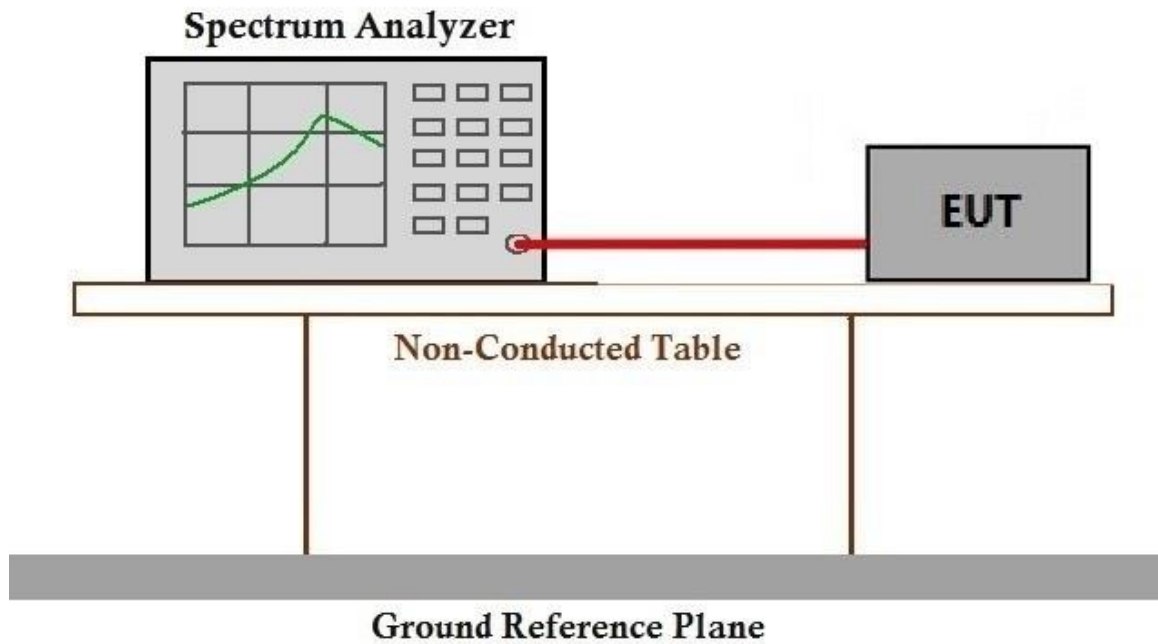 Spectrum Analyzer
EUT
Non-Conducted Table
Ground Reference Plane